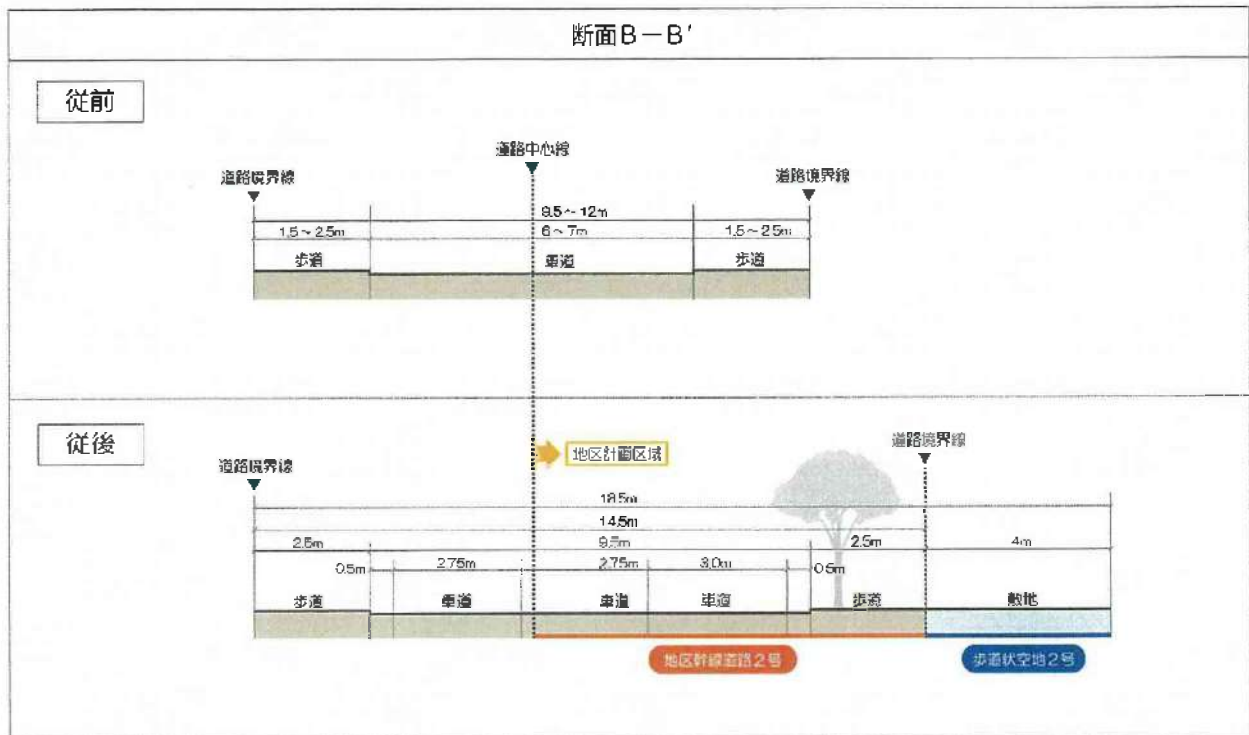 断面B－B′
従前
道路中心線
道路境界線 道路境界線
9.5～12m
1.5～2.5m 6～7m 1.5～2.5m
歩道 車道 歩道
従後
道路境界線 地区計画区域 道路境界線
18.5m
14.5m
2.5m 9.5m 2.5m 4m
0.5m 2.75m 2.75m 3.0m 0.5m
歩道 車道 車道 車道 歩道 敷地
地区幹線道路2号 歩道状空地2号